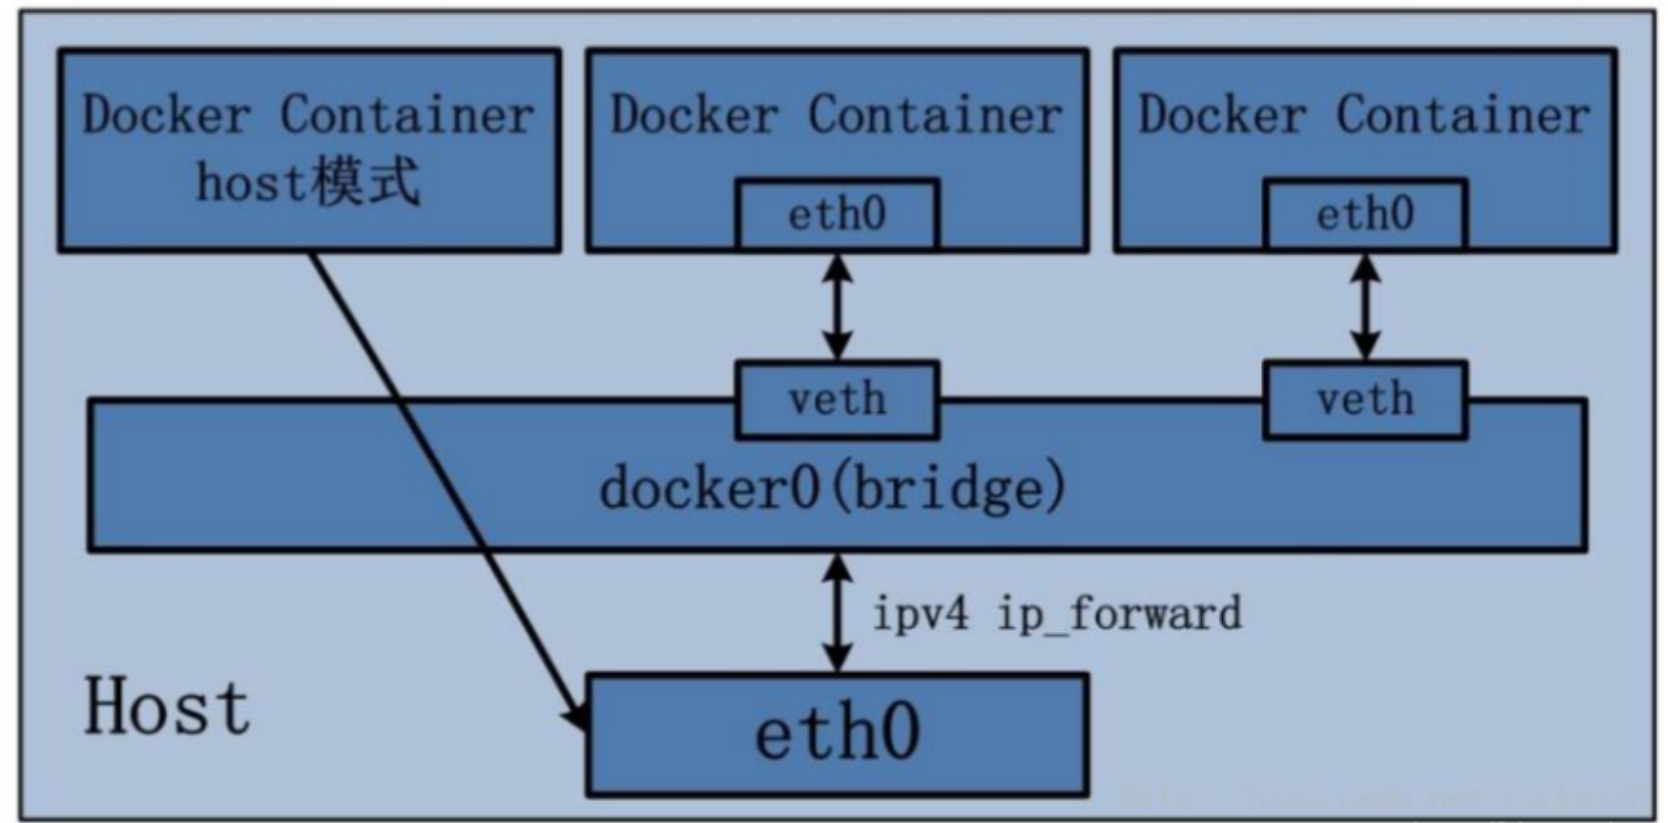 Docker Container
host模式
Docker Container
eth0
Docker Container
eth0
veth
veth
docker0(bridge)
ipv4 ip_forward
Host
eth0